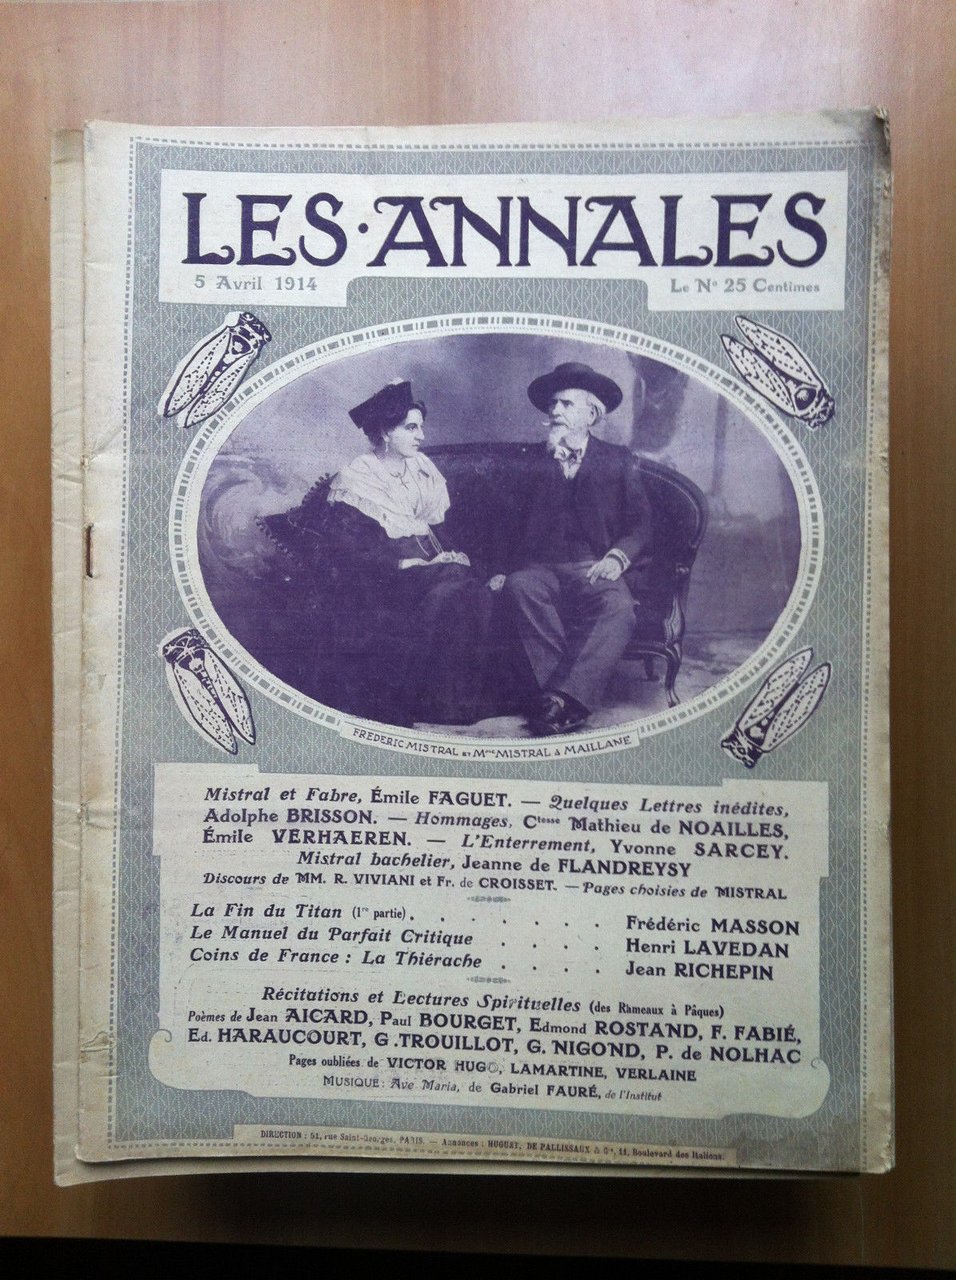 LES·ANNALES
5 Avril 1914
Le Nº 25 Centimes
FREDERIC MISTRAL ET Mme MISTRAL À MAILLANE
Mistral et Fabre, Émile FAGUET. — Quelques Lettres inédites,
Adolphe BRISSON. — Hommages, Ctesse Mathieu de NOAILLES,
Émile VERHAEREN. — L'Enterrement, Yvonne SARCEY.
Mistral bachelier, Jeanne de FLANDREYSY
Discours de MM. R. VIVIANI et Fr. de CROISSET. — Pages choisies de MISTRAL
La Fin du Titan (1re partie). . . . . . . Frédéric MASSON
Le Manuel du Parfait Critique . . . . Henri LAVEDAN
Coins de France : La Thiérache . . . . Jean RICHEPIN
Récitations et Lectures Spirituelles (des Rameaux à Pâques)
Poèmes de Jean AICARD, Paul BOURGET, Edmond ROSTAND, F. FABIÉ,
Ed. HARAUCOURT, G .TROUILLOT, G. NIGOND, P. de NOLHAC
Pages oubliées de VICTOR HUGO, LAMARTINE, VERLAINE
MUSIQUE : Ave Maria, de Gabriel FAURÉ, de l'Institut
DIRECTION : 51, rue Saint-Georges, PARIS. — Annonces : HUGUET, DE PALLISSAUX & Cie, 11, Boulevard des Italiens.